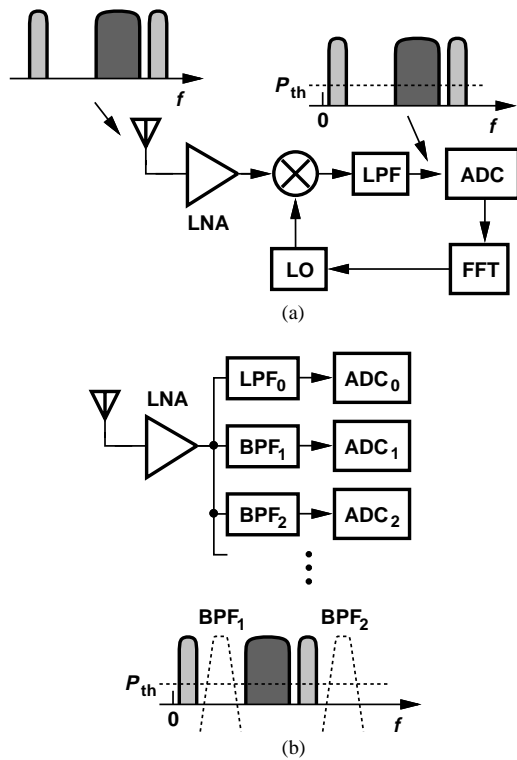 f
P_th
0
f
LNA
LPF
ADC
LO
FFT
(a)
LNA
LPF_0
ADC_0
BPF_1
ADC_1
BPF_2
ADC_2
BPF_1
BPF_2
P_th
0
f
(b)